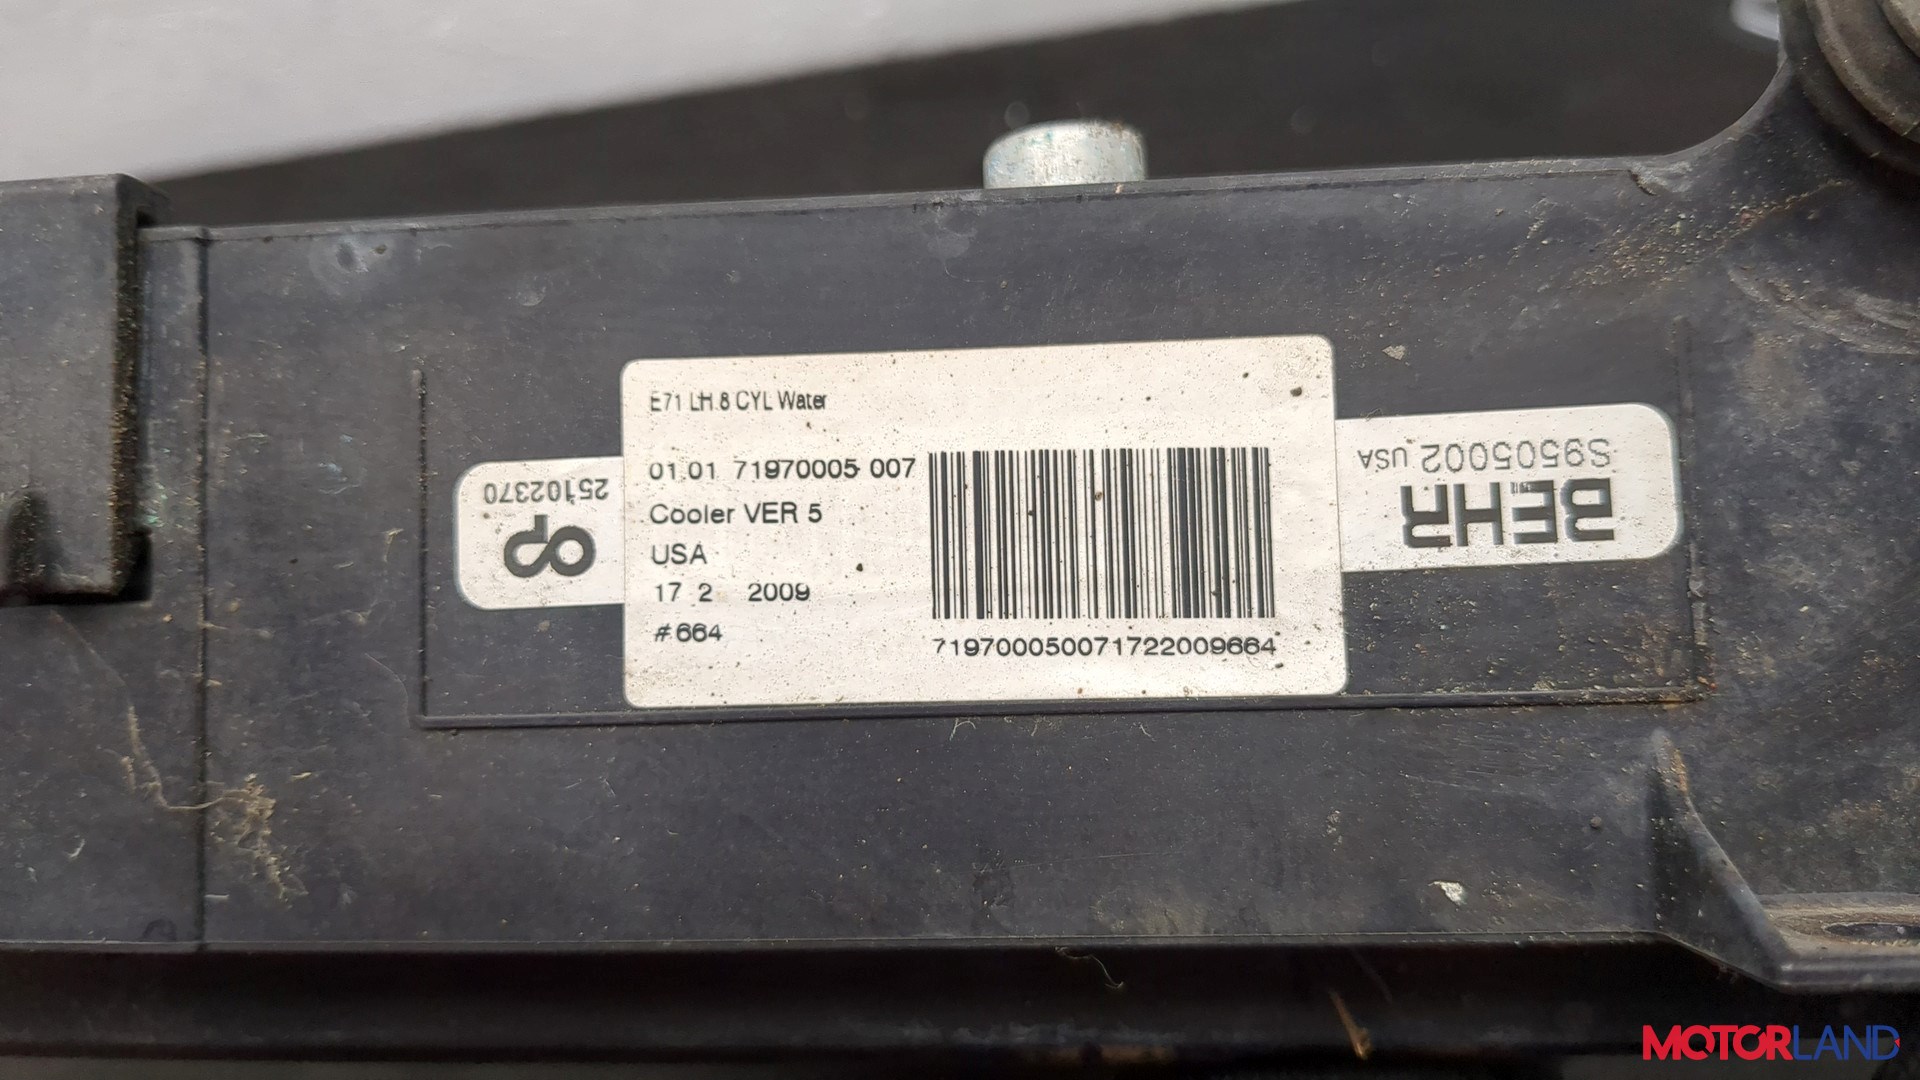 E71 LH 8 CYL Water
01.01 71970005 007
Cooler VER 5
USA
17 2 2009
#664
719700050071722009664
25102370
S9505002 USA
BEHR
MOTORLAND